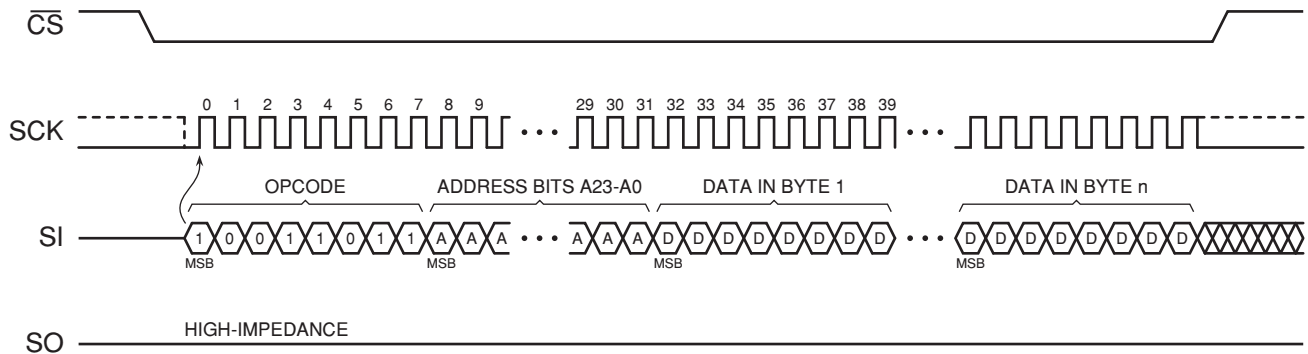 CS
0 1 2 3 4 5 6 7 8 9 29 30 31 32 33 34 35 36 37 38 39
SCK
OPCODE ADDRESS BITS A23-A0 DATA IN BYTE 1 DATA IN BYTE n
SI 1 0 0 1 1 0 1 1 A A A A A A D D D D D D D D D D D D D D D D
MSB MSB MSB MSB
HIGH-IMPEDANCE
SO